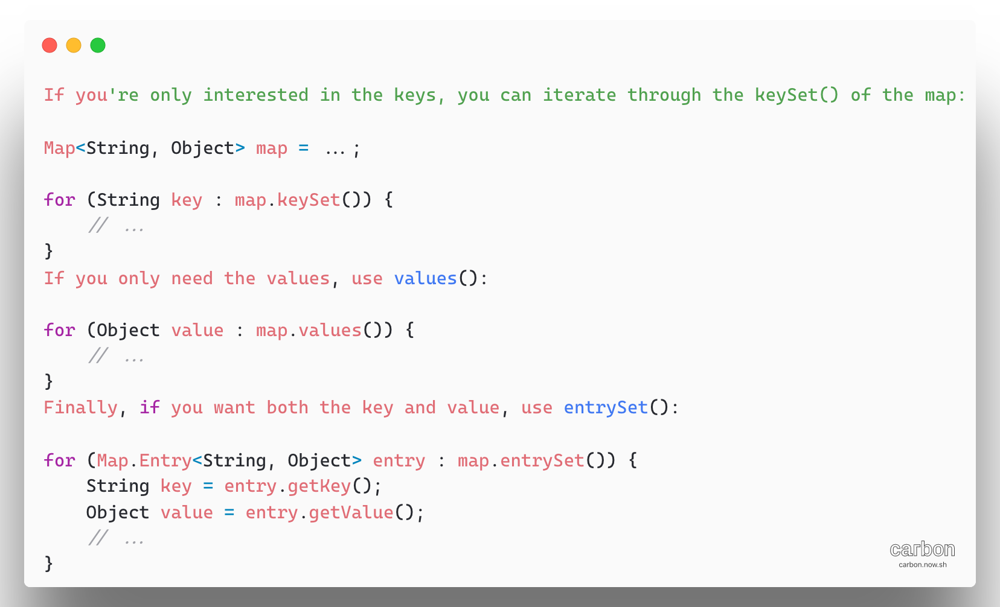 If you're only interested in the keys, you can iterate through the keySet() of the map:
Map<String, Object> map = ...;
for (String key : map.keySet()) {
    // ...
}
If you only need the values, use values():
for (Object value : map.values()) {
    // ...
}
Finally, if you want both the key and value, use entrySet():
for (Map.Entry<String, Object> entry : map.entrySet()) {
    String key = entry.getKey();
    Object value = entry.getValue();
    // ...
}
carbon
carbon.now.sh